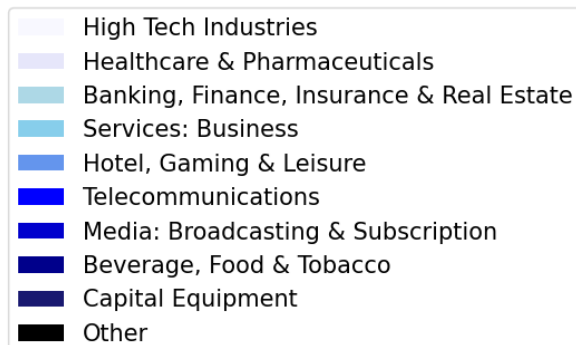 High Tech Industries
Healthcare & Pharmaceuticals
Banking, Finance, Insurance & Real Estate
Services: Business
Hotel, Gaming & Leisure
Telecommunications
Media: Broadcasting & Subscription
Beverage, Food & Tobacco
Capital Equipment
Other